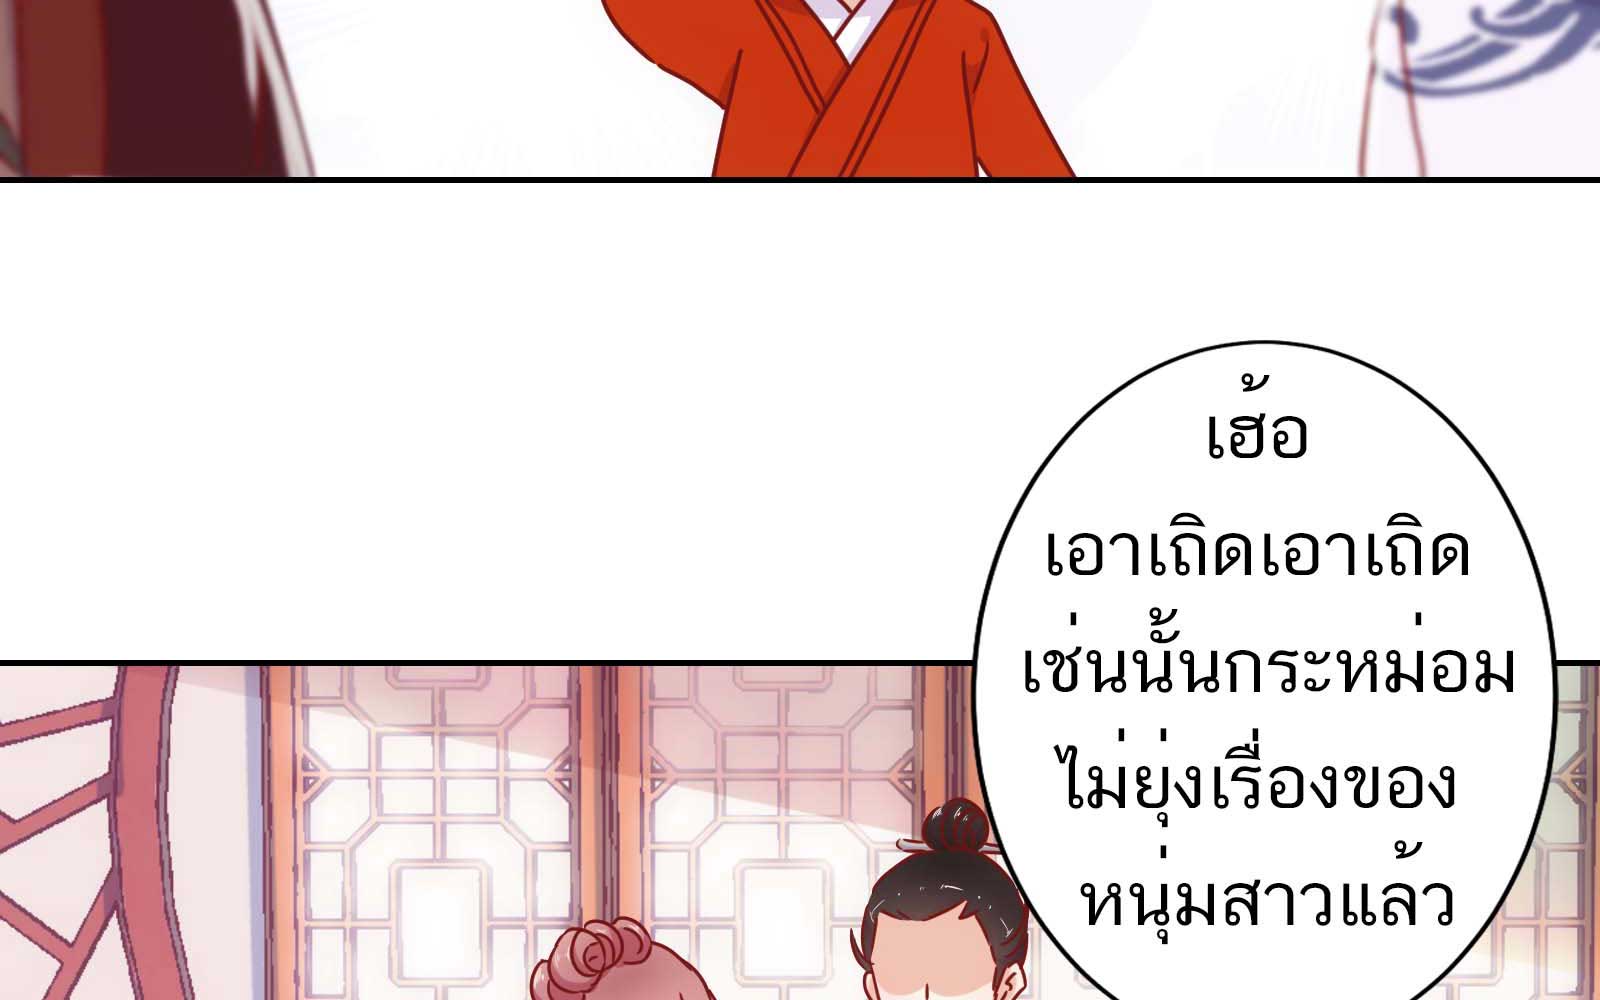 เฮ้อ
เอาเถิดเอาเถิด
เช่นนั้นกระหม่อม
ไม่ยุ่งเรื่องของ
หนุ่มสาวแล้ว